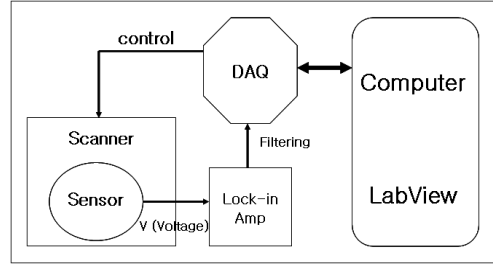 control
DAQ
Computer
Scanner
Filtering
Sensor
Lock-in
Amp
LabView
V (Voltage)